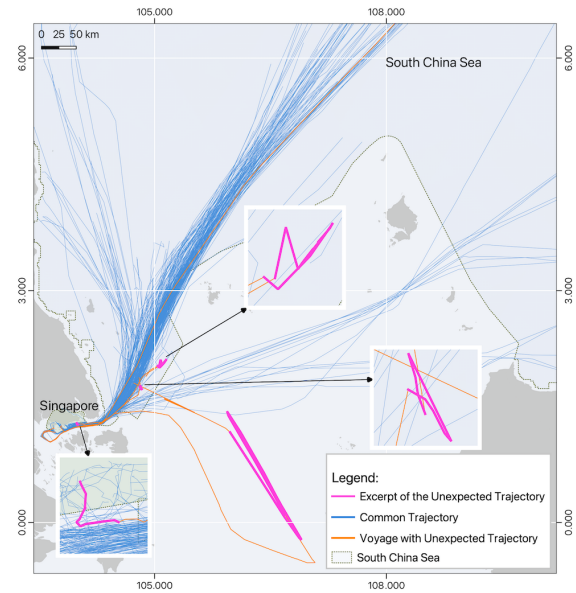 105.000 108.000
0 25 50 km
6.000 6.000
South China Sea
3.000 3.000
Singapore
Legend:
Excerpt of the Unexpected Trajectory
Common Trajectory
Voyage with Unexpected Trajectory
South China Sea
0.000 0.000
105.000 108.000